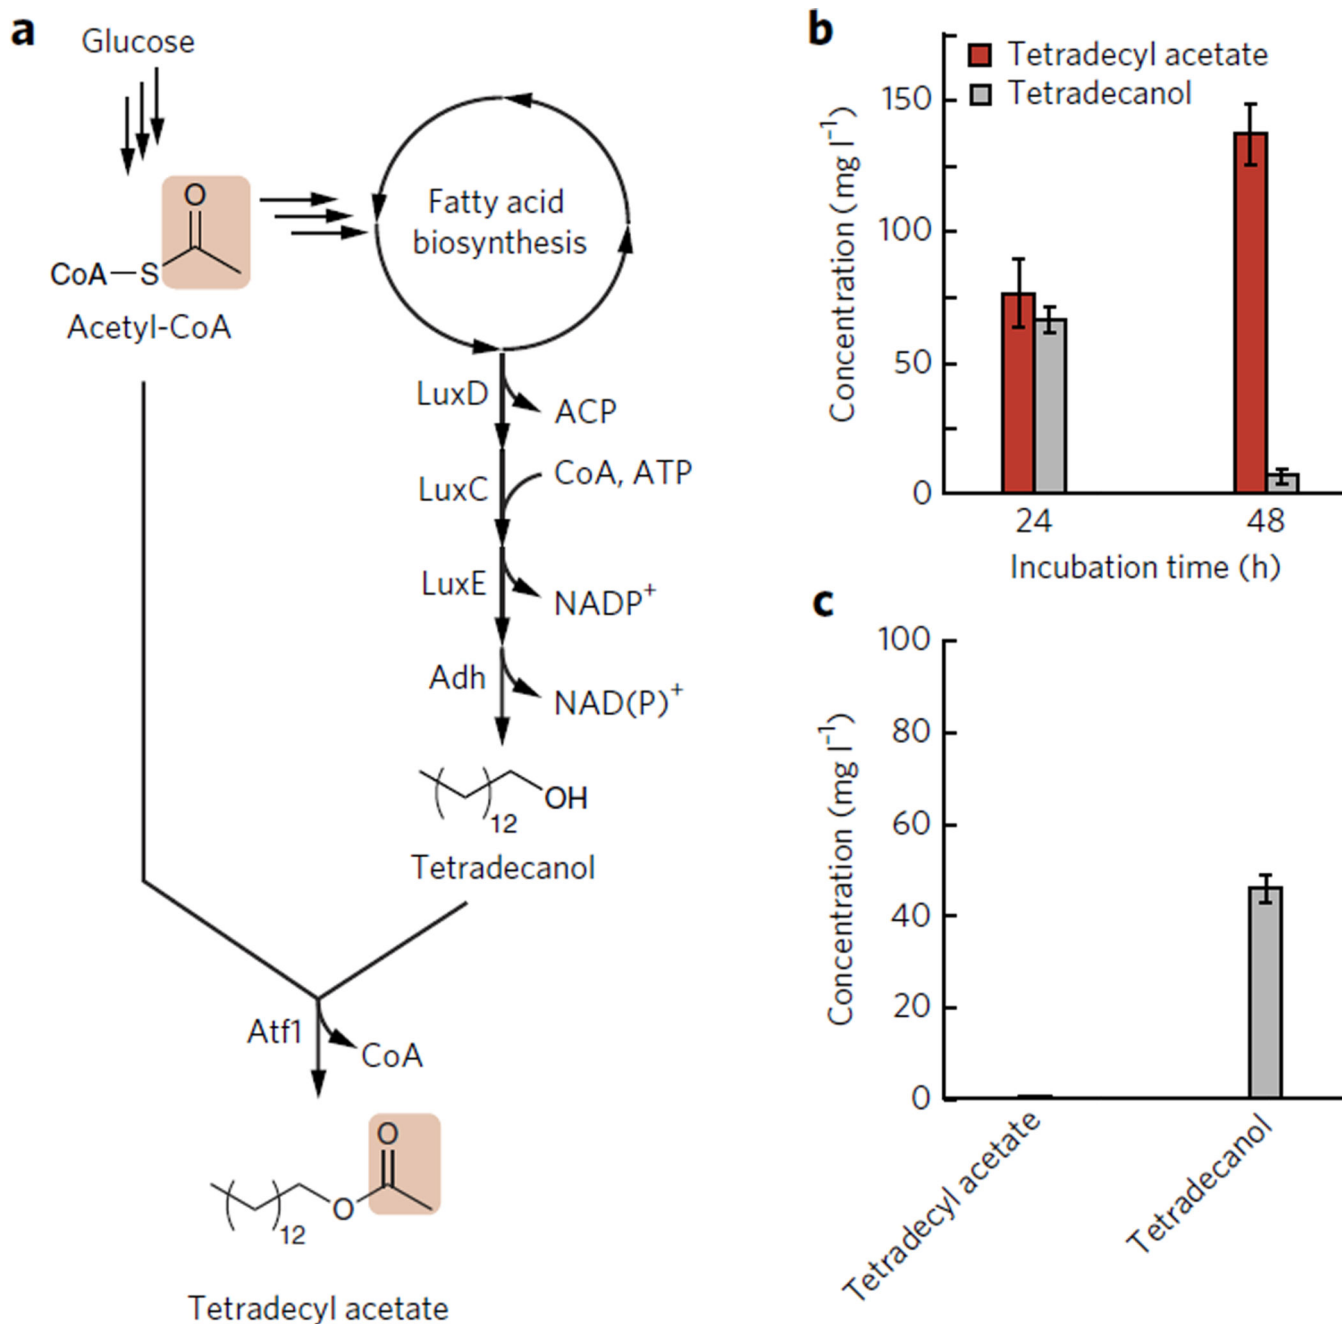 a
Glucose
O
CoA—S
Acetyl-CoA
Fatty acid
biosynthesis
LuxD
ACP
LuxC
CoA, ATP
LuxE
NADP⁺
Adh
NAD(P)⁺
OH
12
Tetradecanol
Atf1
CoA
O
O
12
Tetradecyl acetate
b
Tetradecyl acetate
Tetradecanol
Concentration (mg l⁻¹)
150
100
50
0
24
48
Incubation time (h)
c
Concentration (mg l⁻¹)
100
80
60
40
20
0
Tetradecyl acetate
Tetradecanol